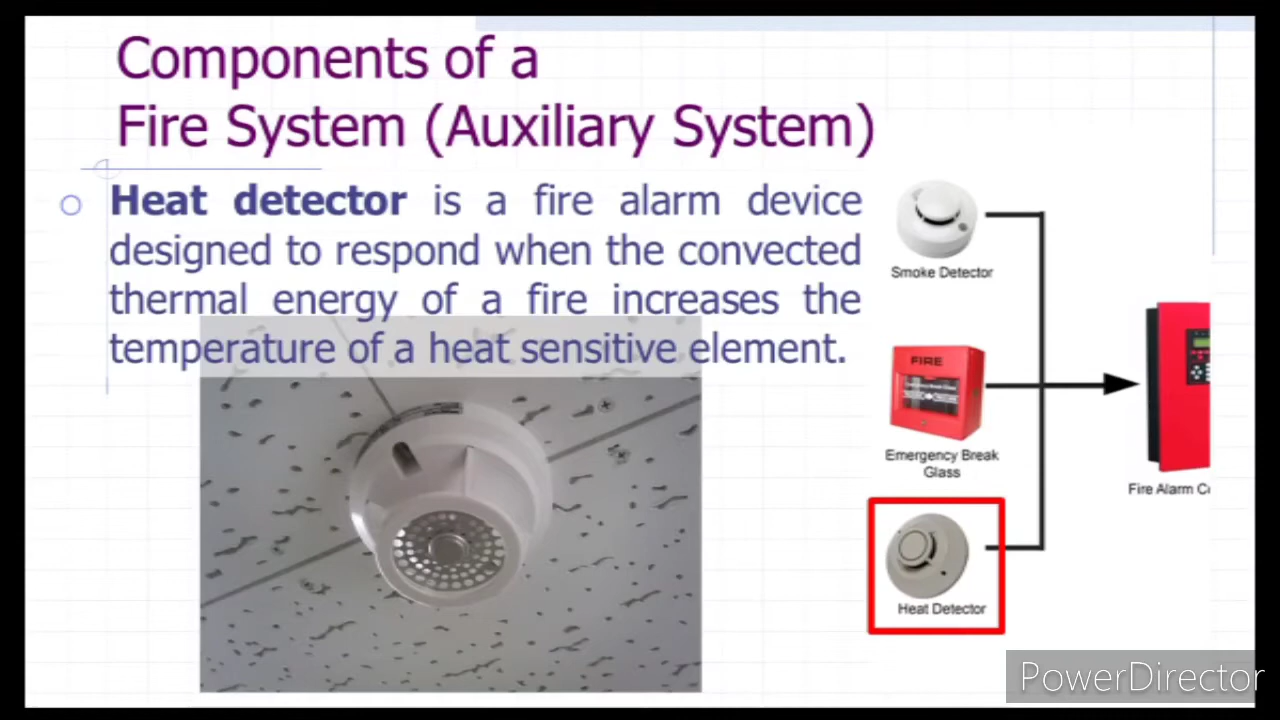 Components of a
Fire System (Auxiliary System)
Heat detector is a fire alarm device
designed to respond when the convected
thermal energy of a fire increases the
temperature of a heat sensitive element.
Smoke Detector
FIRE
Emergency Break
Glass
Fire Alarm
Heat Detector
PowerDirector